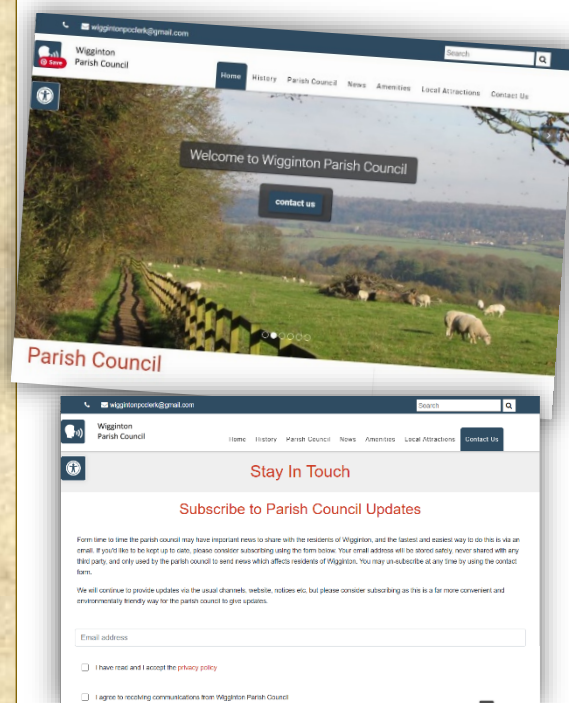 wiggintonpcclerk@gmail.com
Search
Wigginton
Parish Council
Save
Home History Parish Council News Amenities Local Attractions Contact Us
Welcome to Wigginton Parish Council
contact us
Parish Council
wiggintonpcclerk@gmail.com
Search
Wigginton
Parish Council
Home History Parish Council News Amenities Local Attractions Contact Us
Stay In Touch
Subscribe to Parish Council Updates
Form time to time the parish council may have important news to share with the residents of Wigginton, and the fastest and easiest way to do this is via an
email. If you'd like to be kept up to date, please consider subscribing using the form below. Your email address will be stored safely, never shared with any
third party, and only used by the parish council to send news which affects residents of Wigginton. You may un-subscribe at any time by using the contact
form.
We will continue to provide updates via the usual channels, website, notices etc. but please consider subscribing as this is a far more convenient and
environmentally friendly way for the parish council to give updates.
Email address
I have read and I accept the privacy policy
I agree to receiving communications from Wigginton Parish Council